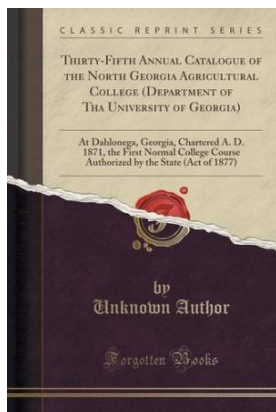 CLASSIC REPRINT SERIES
THIRTY-FIFTH ANNUAL CATALOGUE OF
THE NORTH GEORGIA AGRICULTURAL
COLLEGE (DEPARTMENT OF
THA UNIVERSITY OF GEORGIA)
At Dahlonega, Georgia, Chartered A. D.
1871, the First Normal College Course
Authorized by the State (Act of 1877)
by
Unknown Author
Forgotten Books